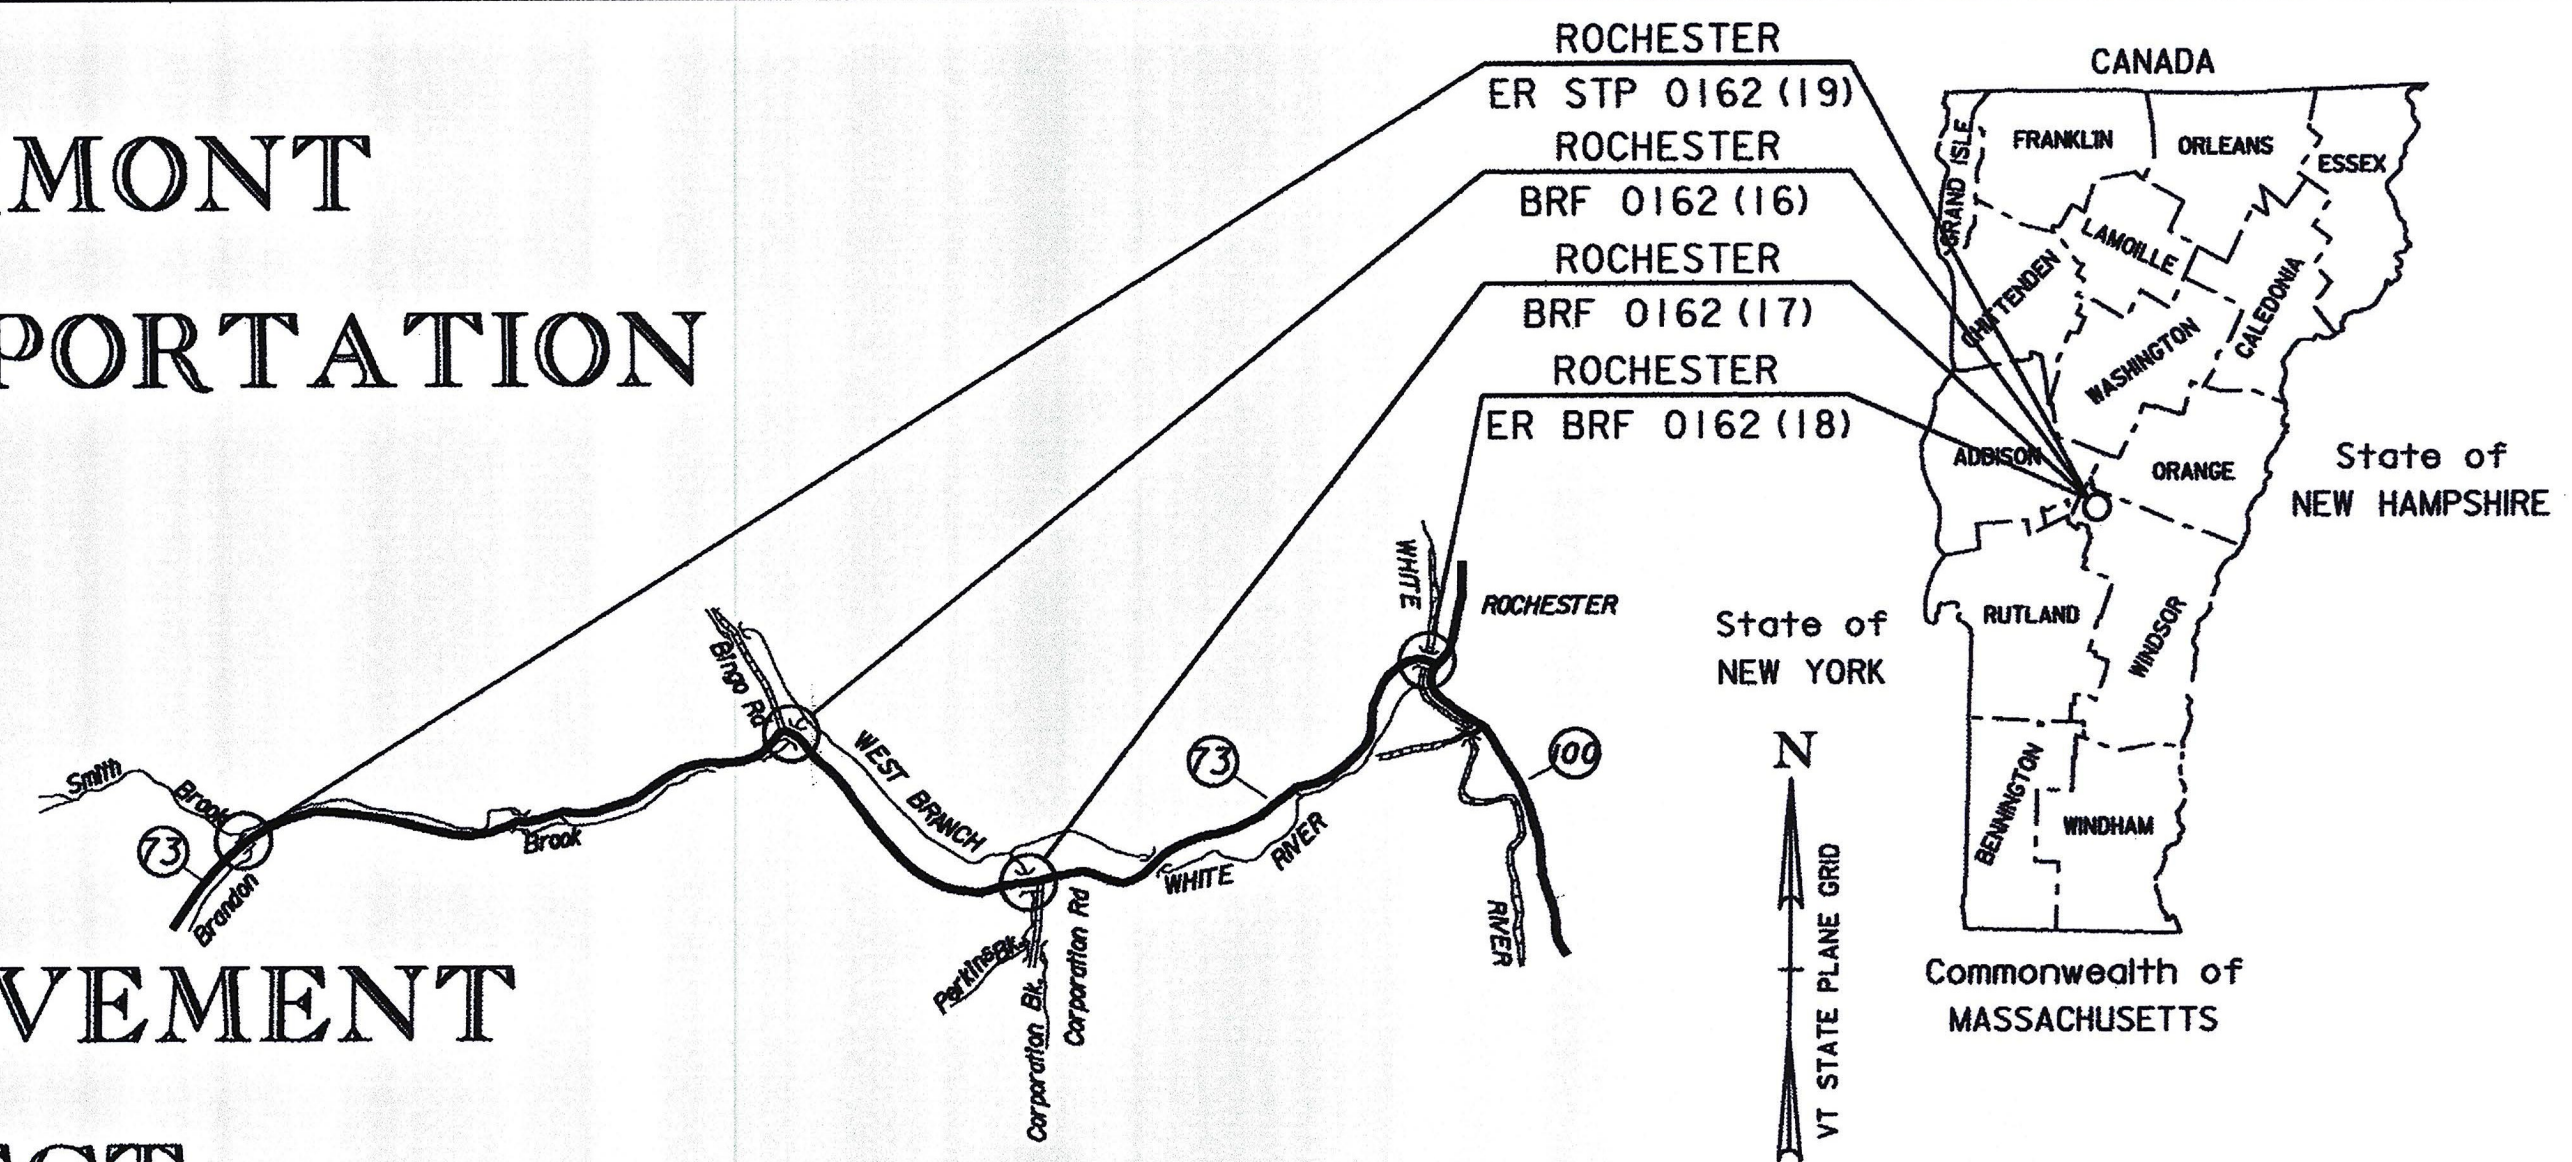 MONT
PORTATION
VEMENT
ROCHESTER
ER STP 0162 (19)
ROCHESTER
BRF 0162 (16)
ROCHESTER
BRF 0162 (17)
ROCHESTER
ER BRF 0162 (18)
Smith
Brook
73
Brandon
Brook
Bingo Rd
WEST BRANCH
Perkins Bk.
Corporation Bk.
Corporation Rd
WHITE
RIVER
73
WHITE
ROCHESTER
100
RIVER
CANADA
GRAND ISLE
FRANKLIN
ORLEANS
ESSEX
LAMOILLE
CHITTENDEN
CALEDONIA
WASHINGTON
ADDISON
ORANGE
State of
NEW HAMPSHIRE
RUTLAND
WINDSOR
State of
NEW YORK
BENNINGTON
WINDHAM
Commonwealth of
MASSACHUSETTS
N
VT STATE PLANE GRID